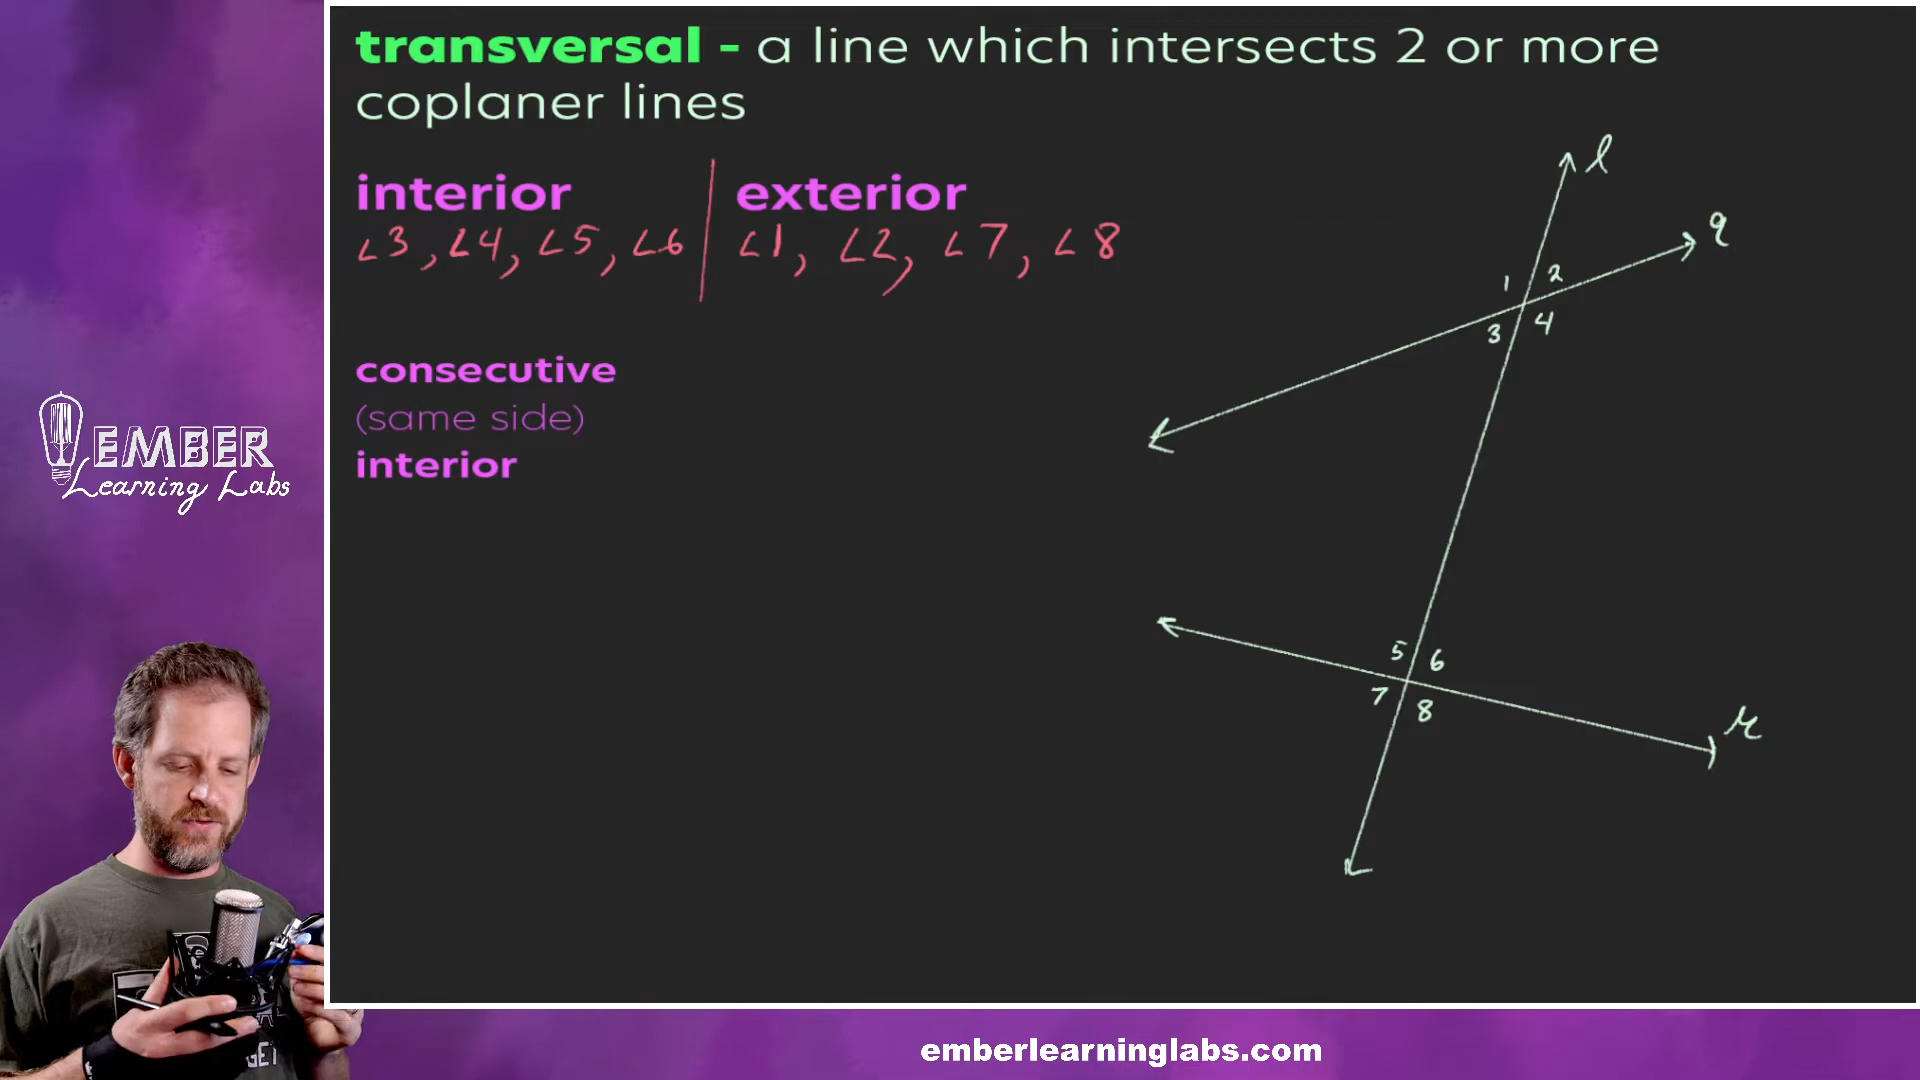 transversal - a line which intersects 2 or more
coplaner lines
interior
∠3, ∠4, ∠5, ∠6
exterior
∠1, ∠2, ∠7, ∠8
consecutive
(same side)
interior
l
q
1 2
3 4
5 6
7 8
r
EMBER
Learning Labs
GET
emberlearninglabs.com